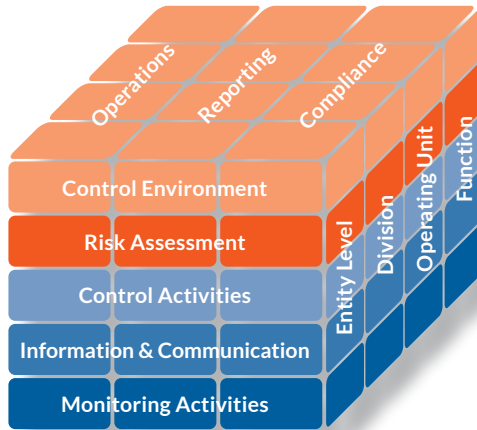 Operations
Reporting
Compliance
Control Environment
Risk Assessment
Control Activities
Information & Communication
Monitoring Activities
Entity Level
Division
Operating Unit
Function